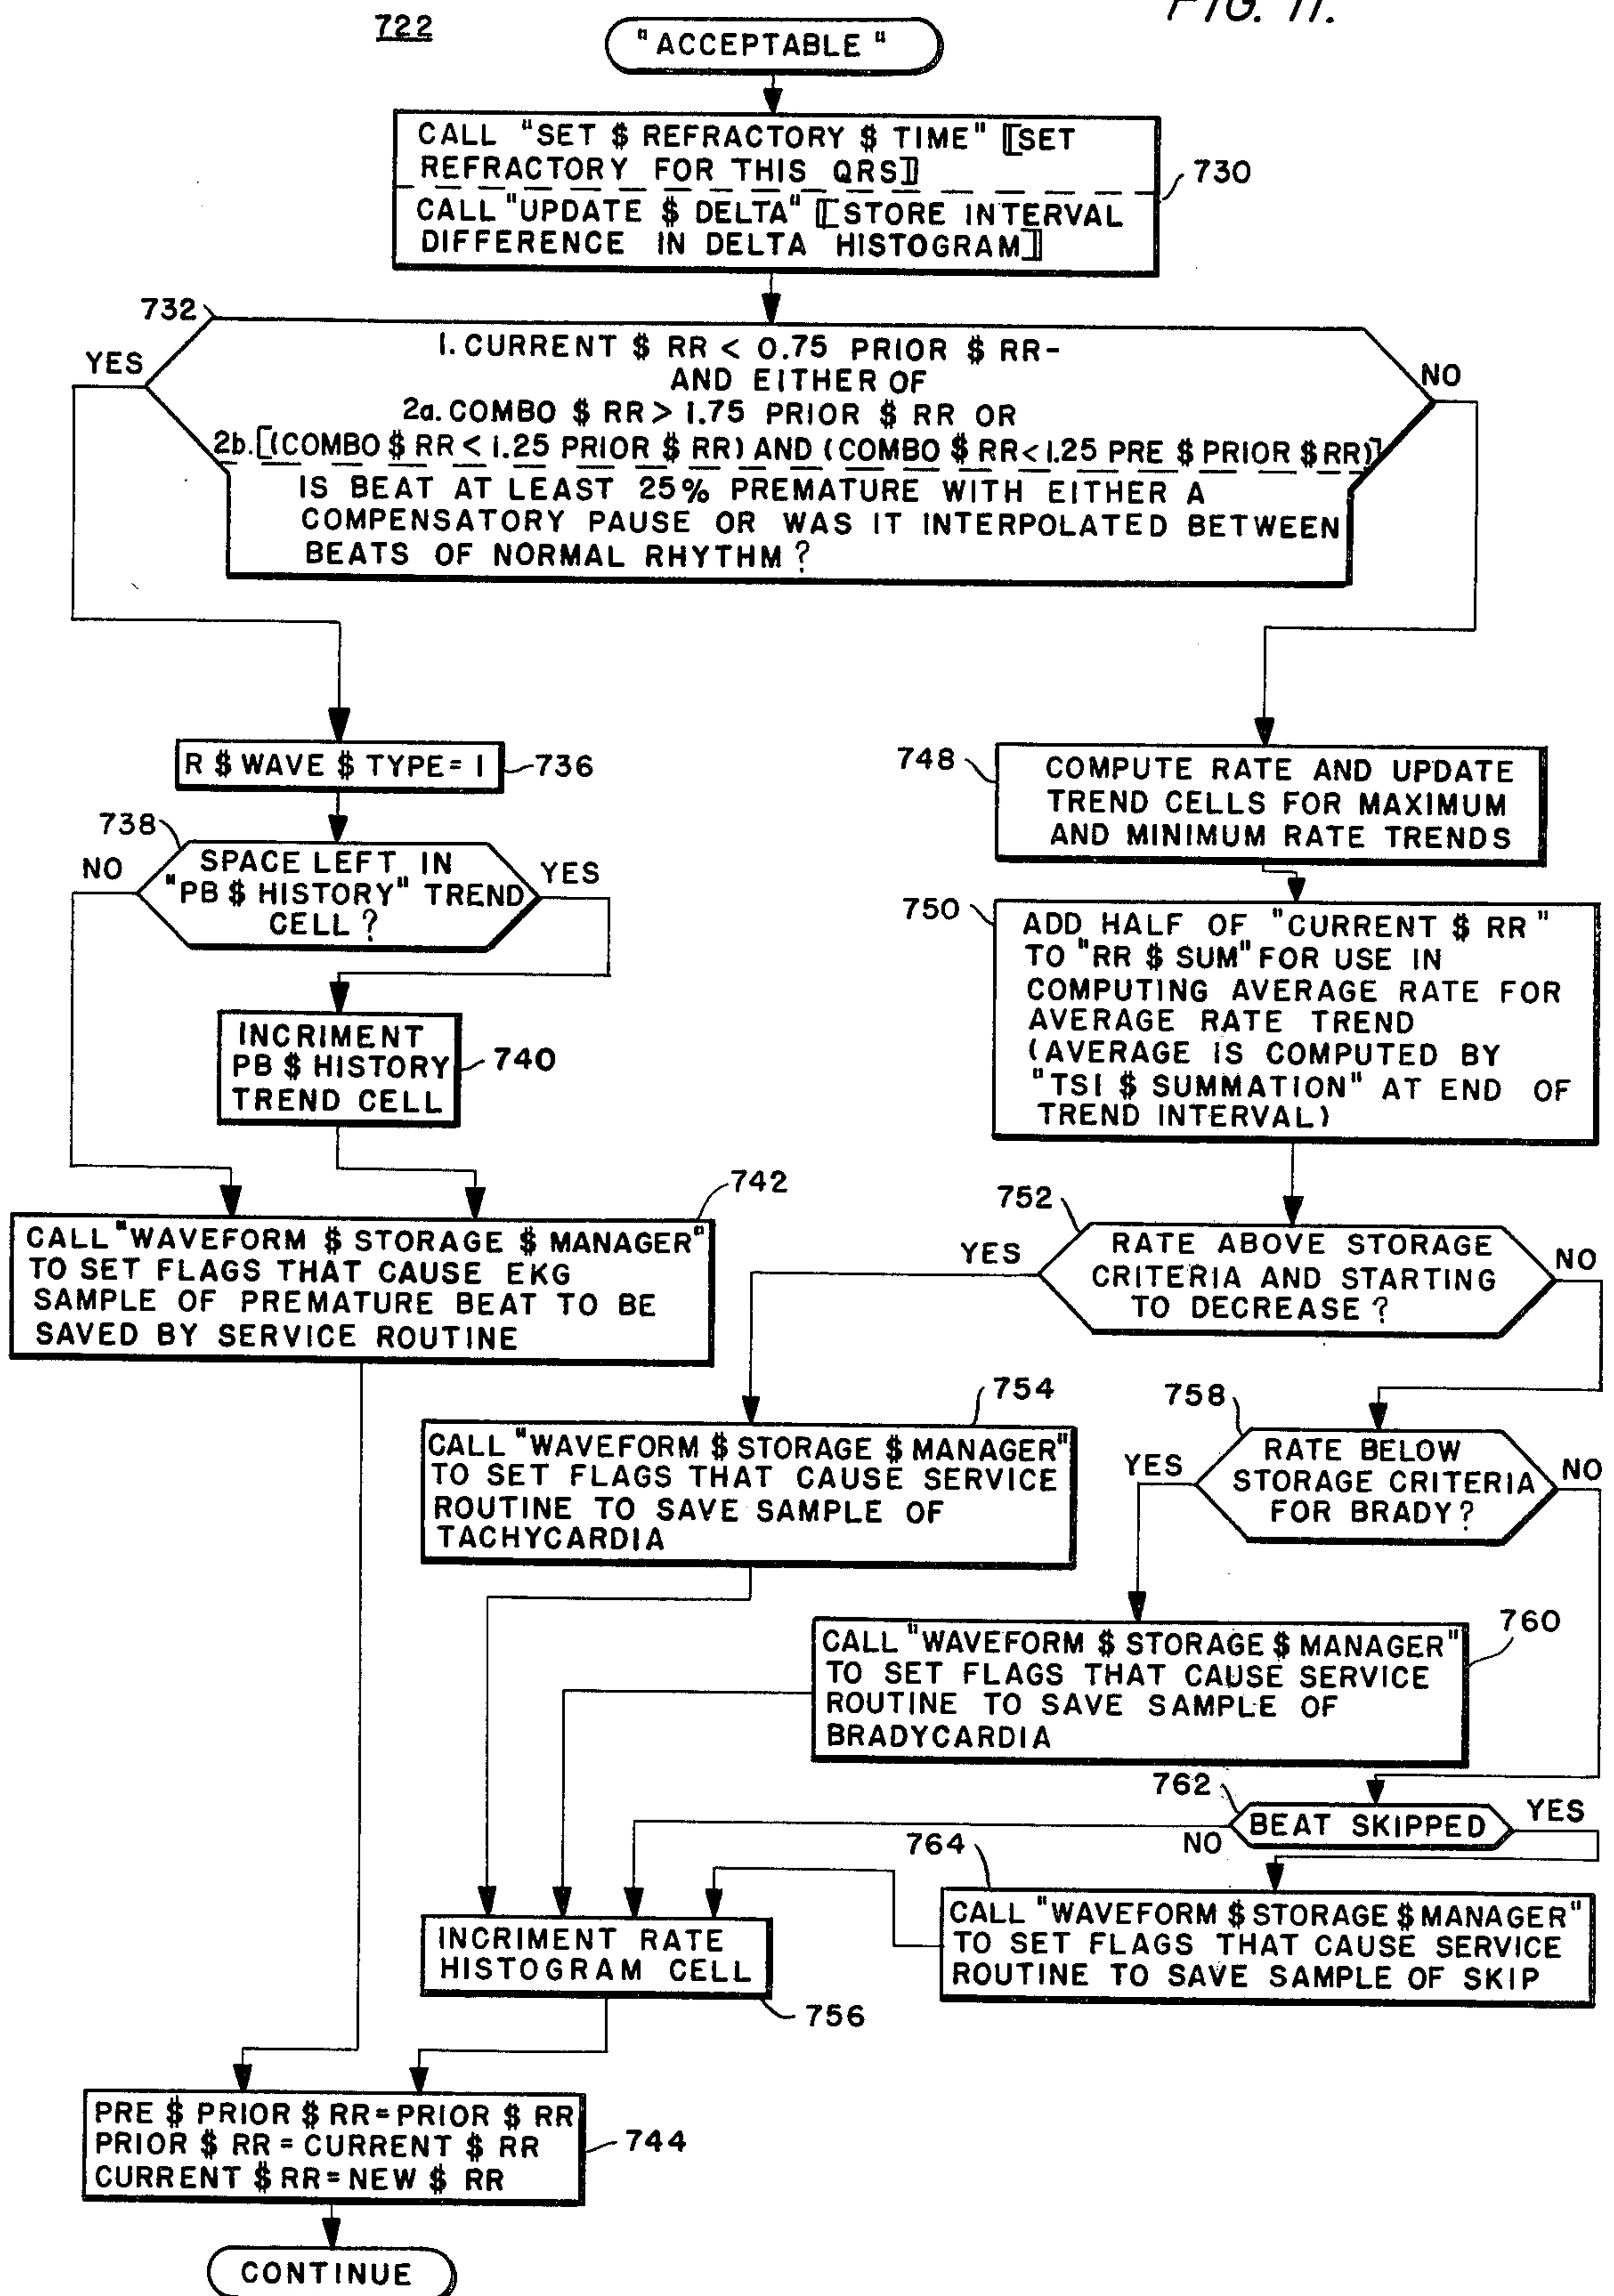 FIG. 11.
722
"ACCEPTABLE"
CALL "SET $ REFRACTORY $ TIME" [[SET
REFRACTORY FOR THIS QRS]]
CALL "UPDATE $ DELTA" [[STORE INTERVAL
DIFFERENCE IN DELTA HISTOGRAM]]
730
732
YES
NO
1. CURRENT $ RR < 0.75 PRIOR $ RR-
AND EITHER OF
2a. COMBO $ RR > 1.75 PRIOR $ RR OR
2b. [(COMBO $ RR < 1.25 PRIOR $ RR) AND (COMBO $ RR < 1.25 PRE $ PRIOR $ RR)]
IS BEAT AT LEAST 25% PREMATURE WITH EITHER A
COMPENSATORY PAUSE OR WAS IT INTERPOLATED BETWEEN
BEATS OF NORMAL RHYTHM?
R $ WAVE $ TYPE = 1
736
738
NO
YES
SPACE LEFT IN
"PB $ HISTORY" TREND
CELL?
INCRIMENT
PB $ HISTORY
TREND CELL
740
742
CALL "WAVEFORM $ STORAGE $ MANAGER"
TO SET FLAGS THAT CAUSE EKG
SAMPLE OF PREMATURE BEAT TO BE
SAVED BY SERVICE ROUTINE
748
COMPUTE RATE AND UPDATE
TREND CELLS FOR MAXIMUM
AND MINIMUM RATE TRENDS
750
ADD HALF OF "CURRENT $ RR"
TO "RR $ SUM" FOR USE IN
COMPUTING AVERAGE RATE FOR
AVERAGE RATE TREND
(AVERAGE IS COMPUTED BY
"TSI $ SUMMATION" AT END OF
TREND INTERVAL)
752
YES
NO
RATE ABOVE STORAGE
CRITERIA AND STARTING
TO DECREASE?
754
CALL "WAVEFORM $ STORAGE $ MANAGER"
TO SET FLAGS THAT CAUSE SERVICE
ROUTINE TO SAVE SAMPLE OF
TACHYCARDIA
758
YES
NO
RATE BELOW
STORAGE CRITERIA
FOR BRADY?
760
CALL "WAVEFORM $ STORAGE $ MANAGER"
TO SET FLAGS THAT CAUSE SERVICE
ROUTINE TO SAVE SAMPLE OF
BRADYCARDIA
762
BEAT SKIPPED
YES
NO
764
CALL "WAVEFORM $ STORAGE $ MANAGER"
TO SET FLAGS THAT CAUSE SERVICE
ROUTINE TO SAVE SAMPLE OF SKIP
INCRIMENT RATE
HISTOGRAM CELL
756
PRE $ PRIOR $ RR = PRIOR $ RR
PRIOR $ RR = CURRENT $ RR
CURRENT $ RR = NEW $ RR
744
CONTINUE